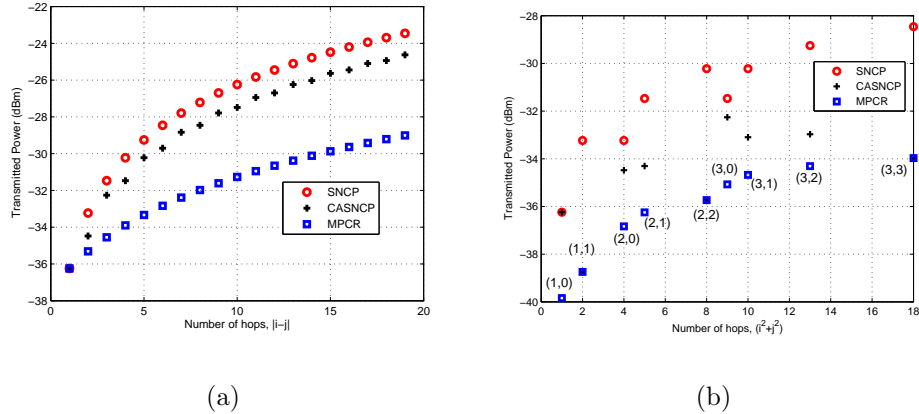 −22
−24
−26
−28
−30
−32
−34
−36
−38
0 5 10 15 20
Transmitted Power (dBm)
Number of hops, |i−j|
SNCP
CASNCP
MPCR
(a)
−28
−30
−32
−34
−36
−38
−40
0 2 4 6 8 10 12 14 16 18
Transmitted Power (dBm)
Number of hops, (i²+j²)
SNCP
CASNCP
MPCR
(1,0)
(1,1)
(2,0)
(2,1)
(2,2)
(3,0)
(3,1)
(3,2)
(3,3)
(b)